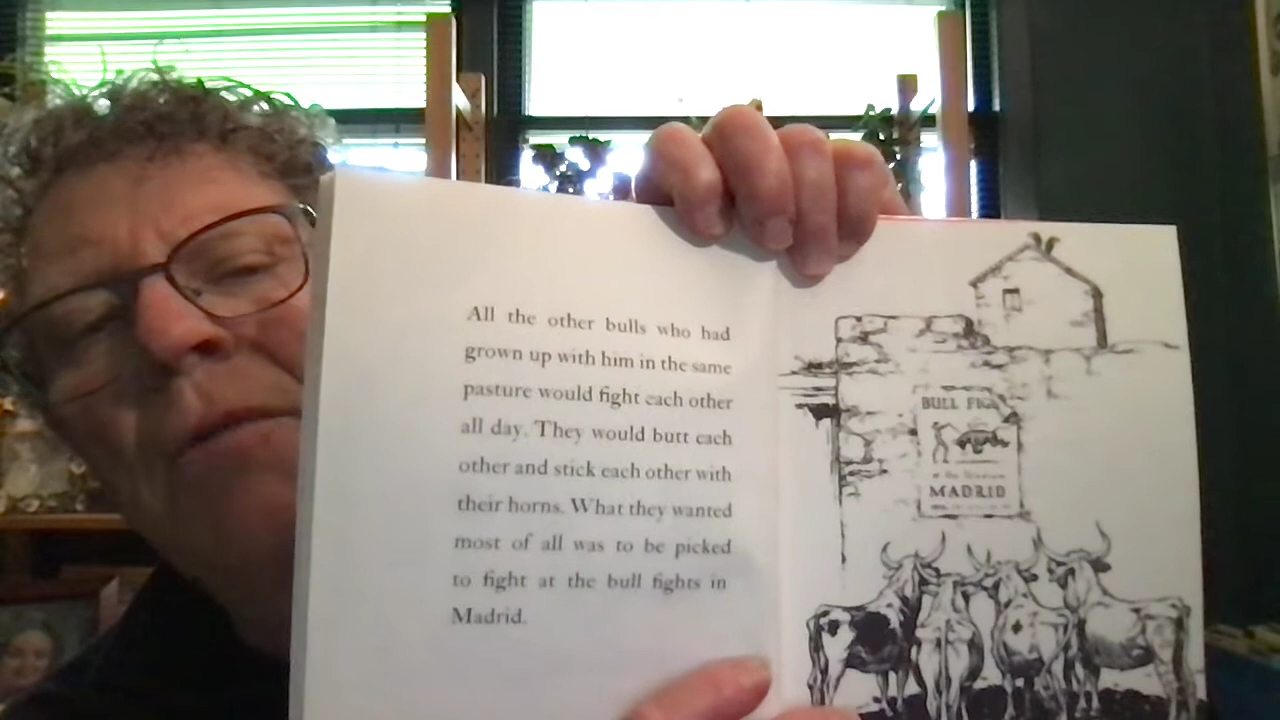 All the other bulls who had
grown up with him in the same
pasture would fight each other
all day. They would butt each
other and stick each other with
their horns. What they wanted
most of all was to be picked
to fight at the bull fights in
Madrid.
BULL
MADRID